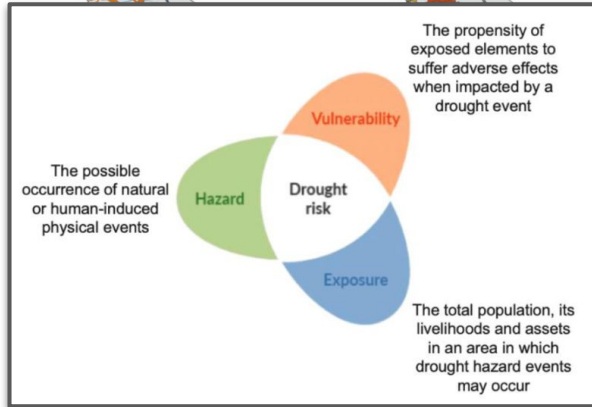 The propensity of
exposed elements to
suffer adverse effects
when impacted by a
drought event
Vulnerability
The possible
occurrence of natural
or human-induced
physical events
Hazard
Drought
risk
Exposure
The total population, its
livelihoods and assets
in an area in which
drought hazard events
may occur